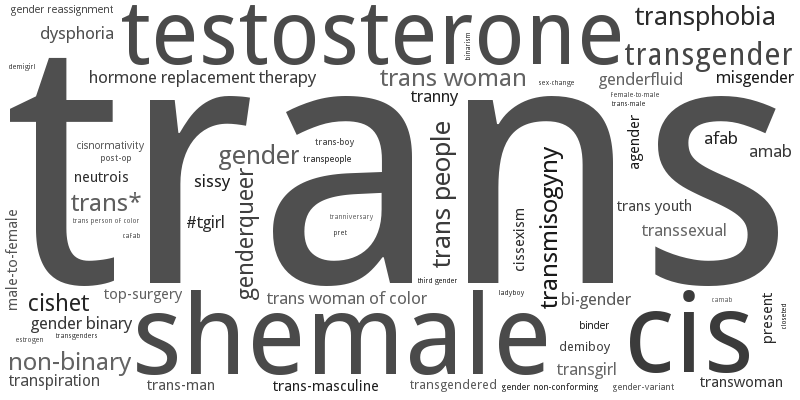 gender reassignment
testosterone
transphobia
dysphoria
binarism
transgender
demigirl
hormone replacement therapy
trans woman
sex-change
genderfluid
misgender
tranny
Female-to-male
trans-male
trans
cisnormativity
post-op
gender
trans-boy
transpeople
trans people
agender
afab
amab
neutrois
sissy
genderqueer
transmisogyny
trans*
trans person of color
#tgirl
tranniversary
pret
cissexism
trans youth
transsexual
cafab
male-to-female
third gender
top-surgery
trans woman of color
ladyboy
bi-gender
cishet
shemale
cis
camab
present
closeted
gender binary
binder
estrogen
transgenders
demiboy
non-binary
transgirl
transpiration
trans-man
trans-masculine
transgendered
gender non-conforming
gender-variant
transwoman